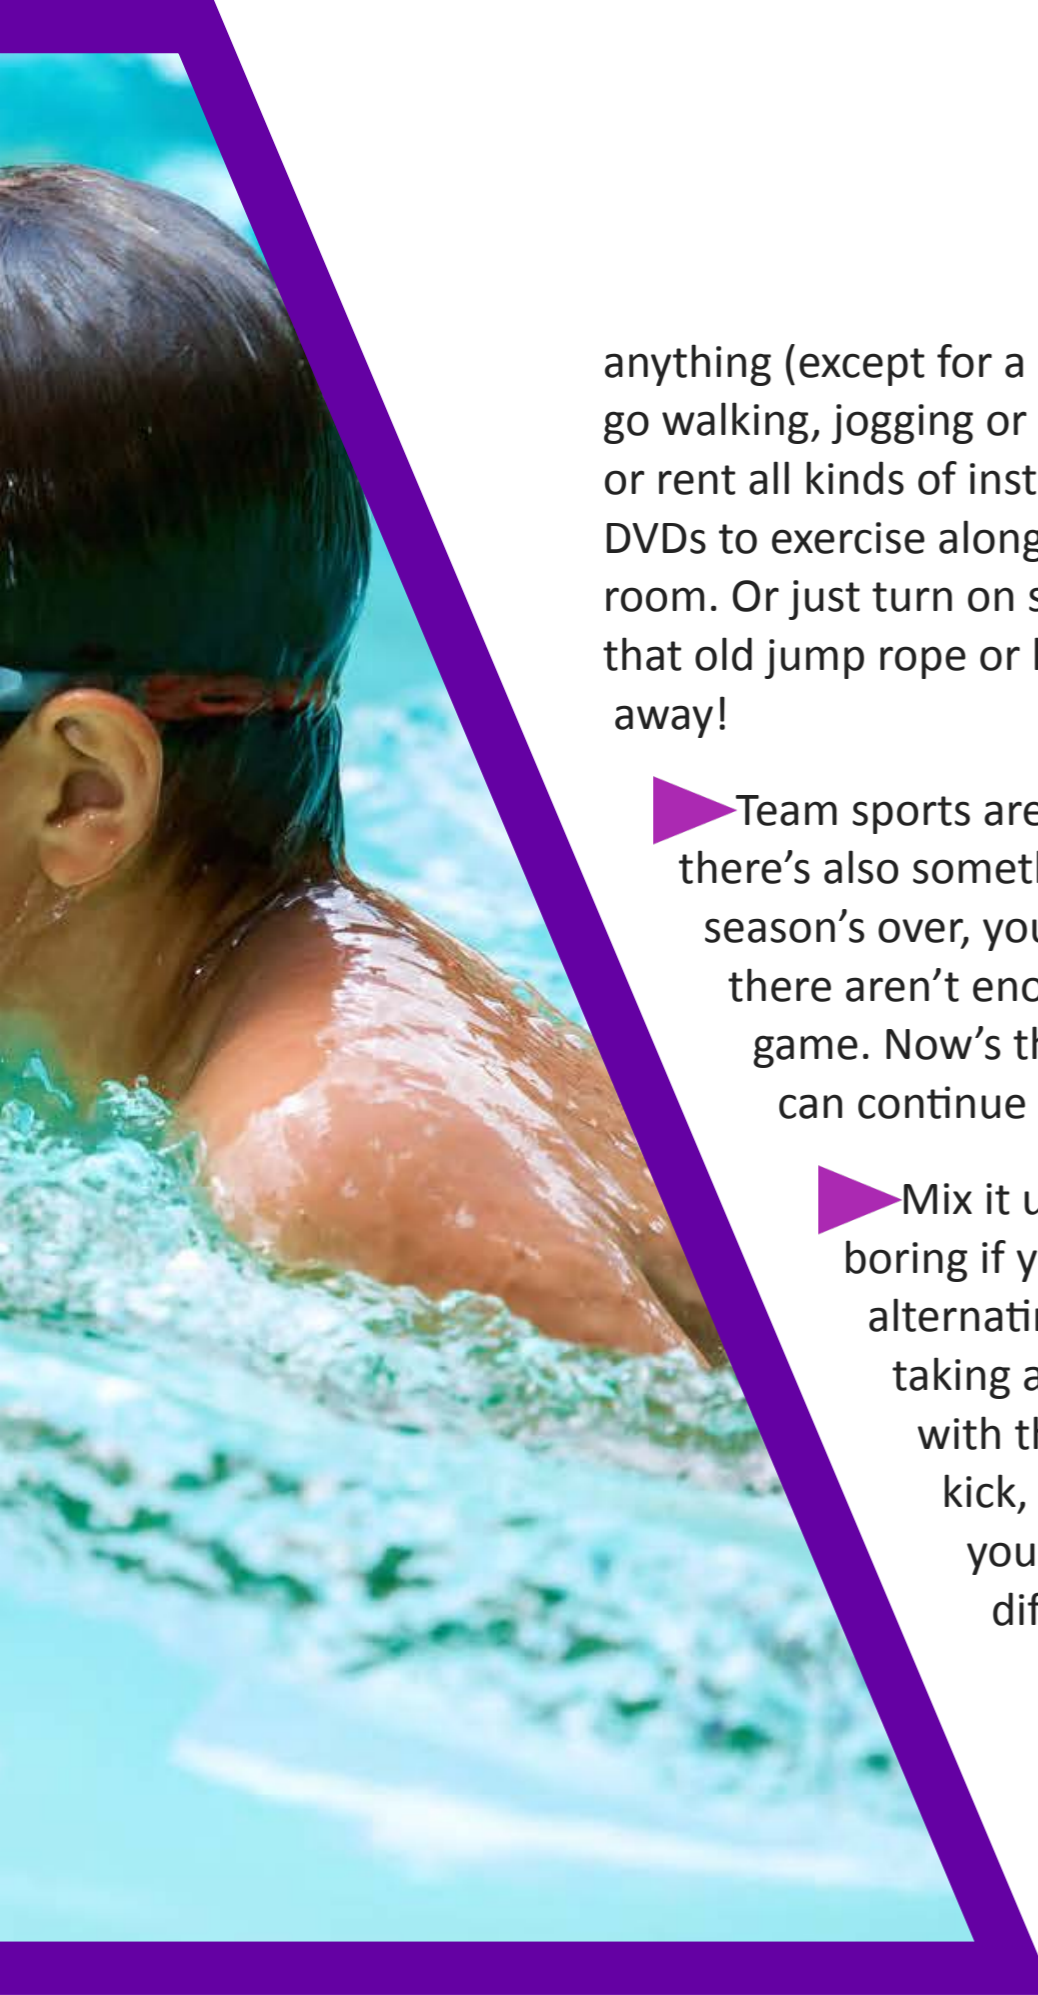 anything (except for a
go walking, jogging or
or rent all kinds of inst
DVDs to exercise along
room. Or just turn on s
that old jump rope or
away!
Team sports are
there’s also someth
season’s over, you
there aren’t eno
game. Now’s th
can continue
Mix it u
boring if y
alternatin
taking a
with th
kick,
you
dif